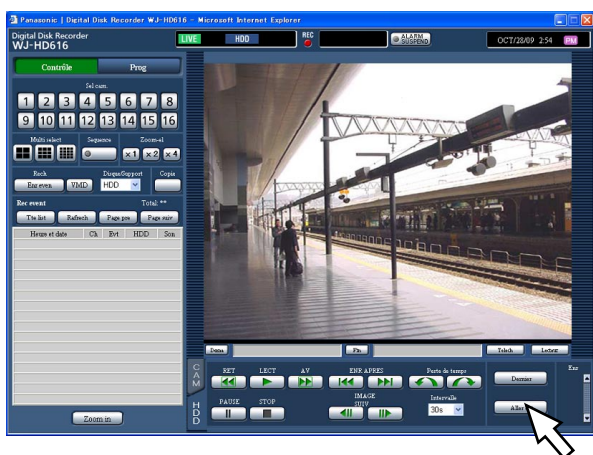 Panasonic | Digital Disk Recorder WJ-HD616 - Microsoft Internet Explorer
Digital Disk Recorder
WJ-HD616
LIVE HDD REC ALARM SUSPEND OCT/28/09 2:54 PM
Contrôle Prog
Sel cam.
1 2 3 4 5 6 7 8
9 10 11 12 13 14 15 16
Multi select Sequence Zoom-el
x1 x2 x4
Rech Disque/Support Copie
Enr even VMD HDD
Rec event Total: **
Tte list Rafrech Page pre Page suiv
Heure et date Ch Evt HDD Son
Zoom in
Fin Telech Lecteur
CAM
HDD
RET LECT AV ENR APRES Perte de temps
Dernier
Enr
PAUSE STOP IMAGE SUIV Intervalle
30s
Aller